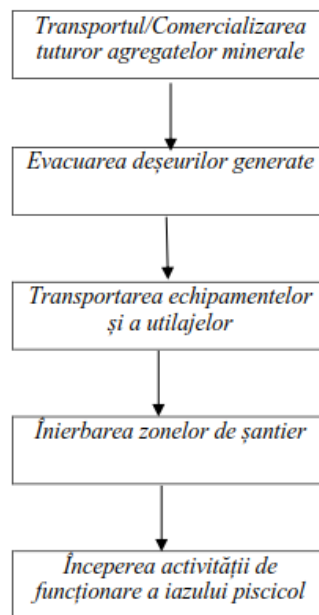 Transportul/Comercializarea
tuturor agregatelor minerale
Evacuarea deșeurilor generate
Transportarea echipamentelor
și a utilajelor
Înierbarea zonelor de șantier
Începerea activității de
funcționare a iazului piscicol